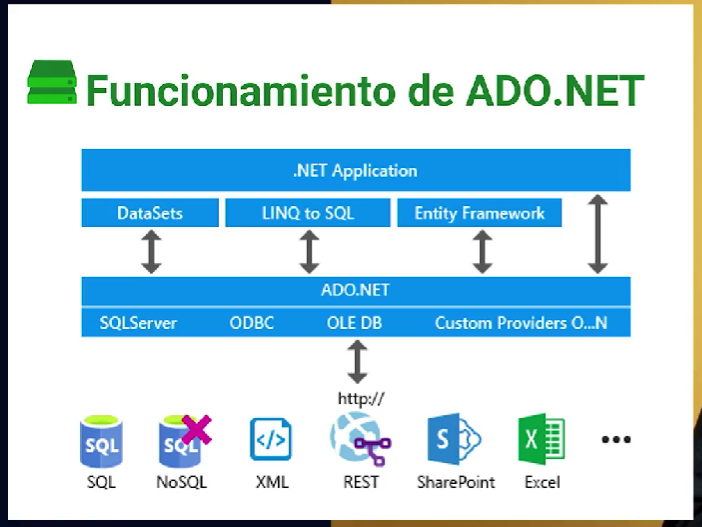 Funcionamiento de ADO.NET
.NET Application
DataSets LINQ to SQL Entity Framework
ADO.NET
SQLServer ODBC OLE DB Custom Providers O...N
http://
SQL SQL </> S X
SQL NoSQL XML REST SharePoint Excel